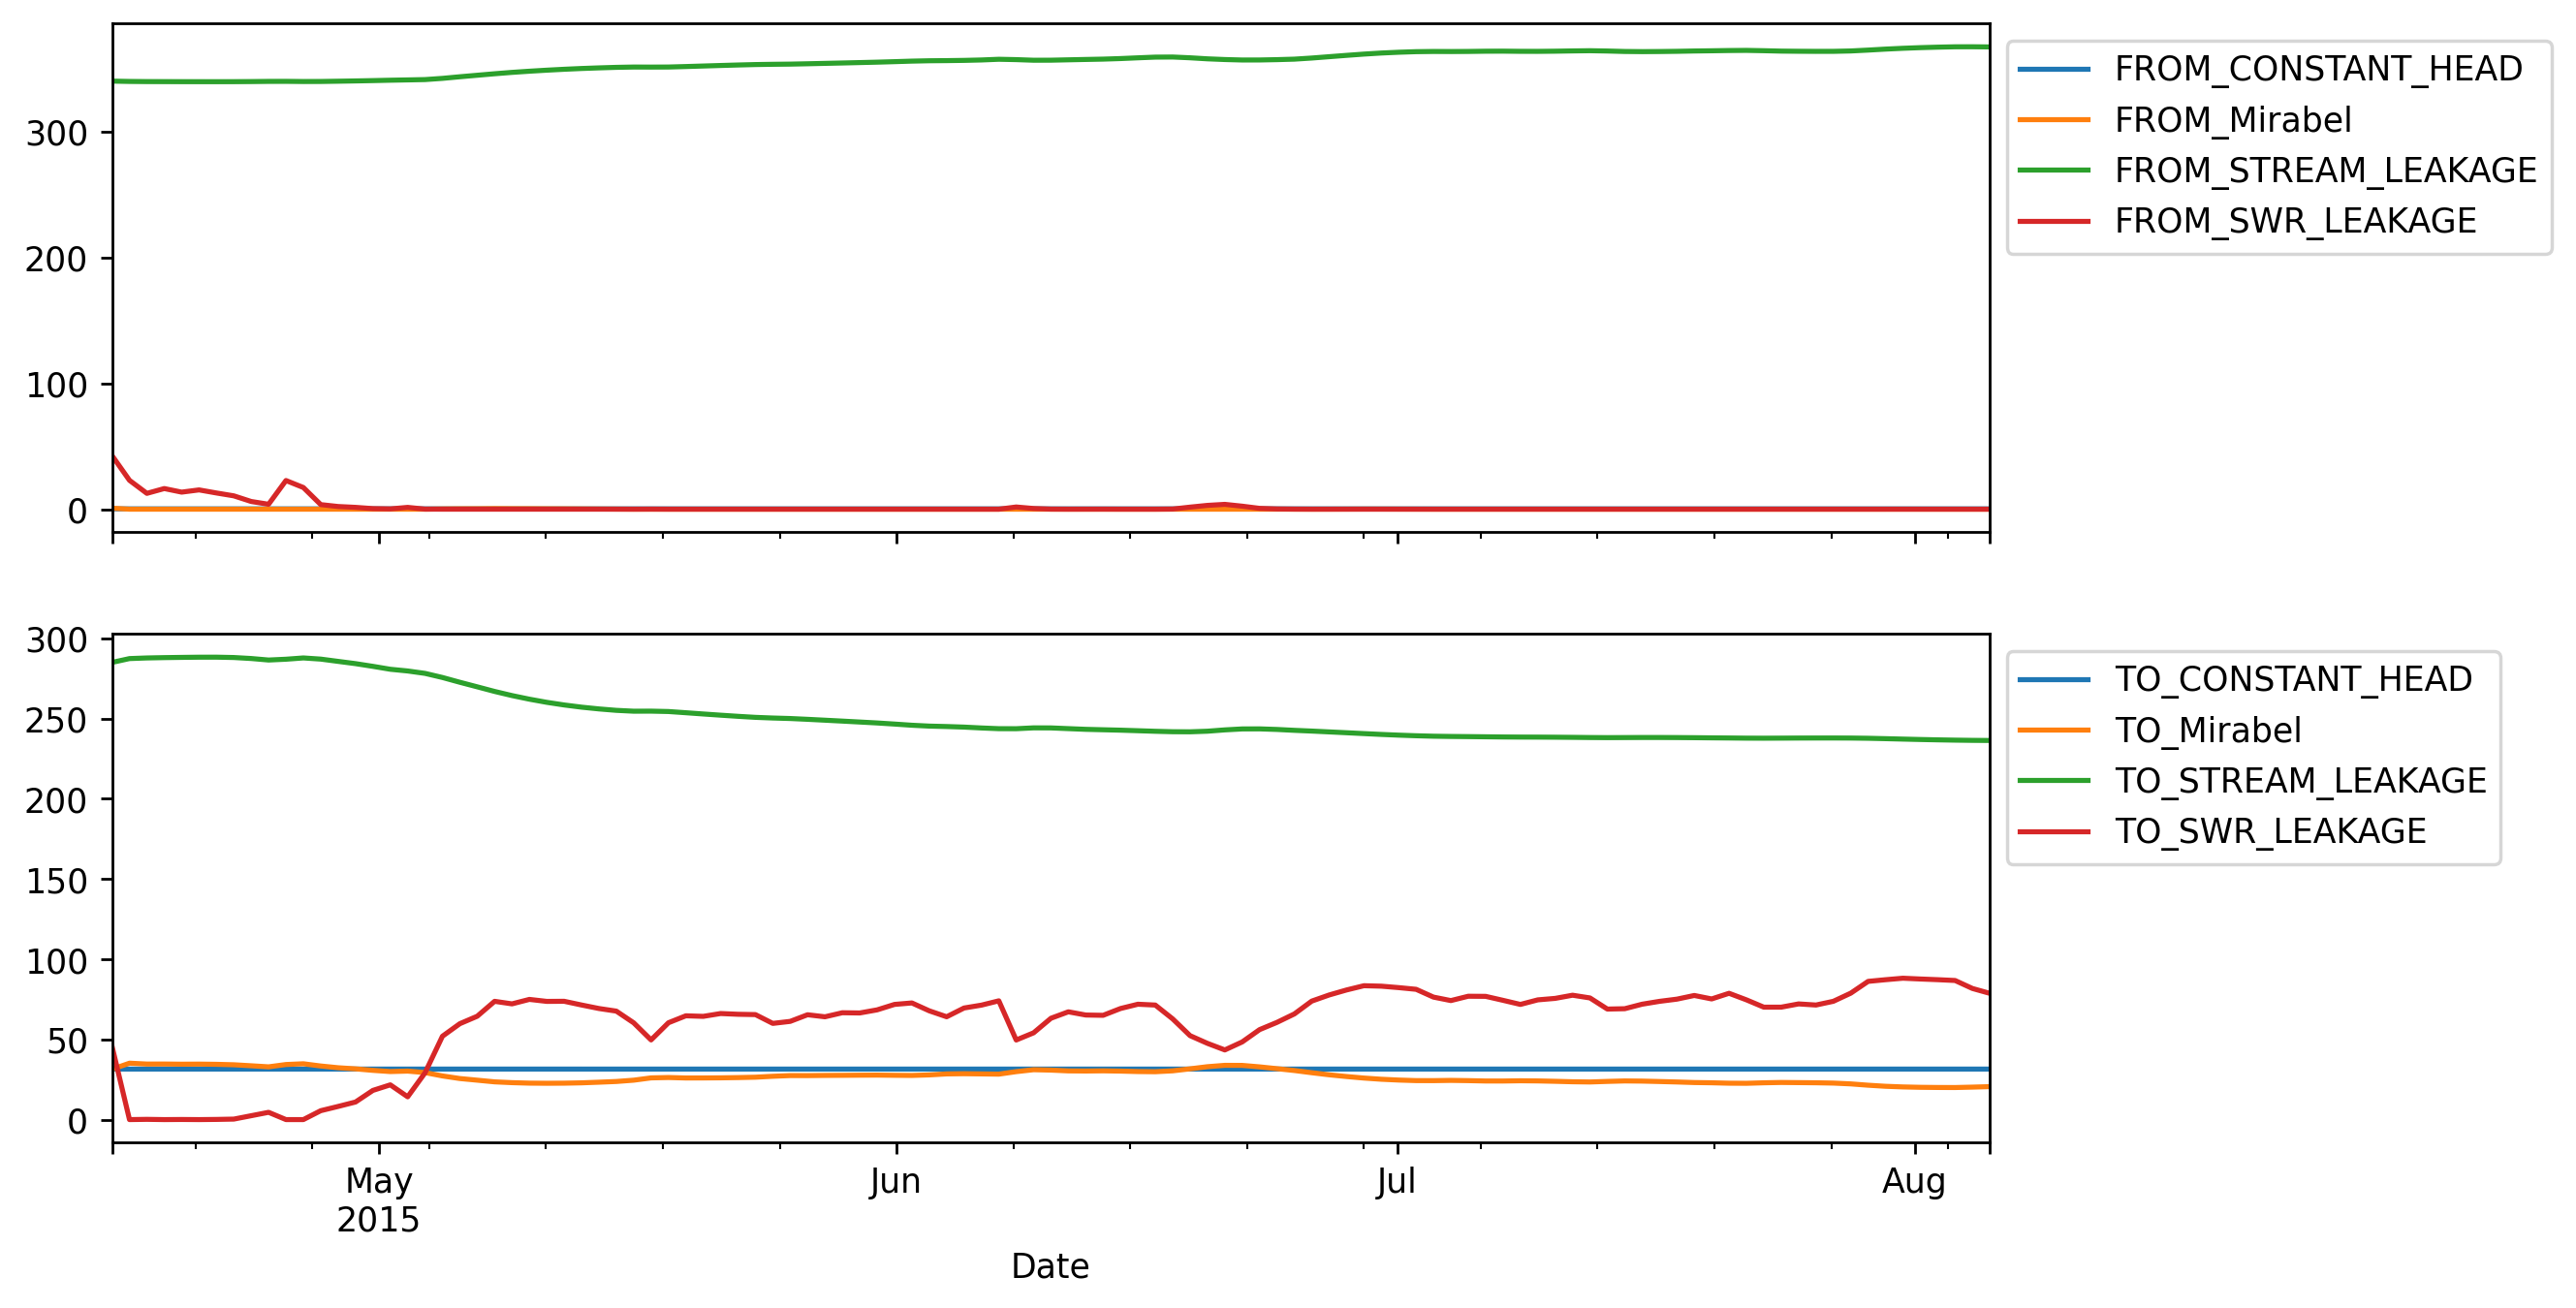 300
200
100
0
FROM_CONSTANT_HEAD
FROM_Mirabel
FROM_STREAM_LEAKAGE
FROM_SWR_LEAKAGE
300
250
200
150
100
50
0
TO_CONSTANT_HEAD
TO_Mirabel
TO_STREAM_LEAKAGE
TO_SWR_LEAKAGE
May Jun Jul Aug
2015
Date